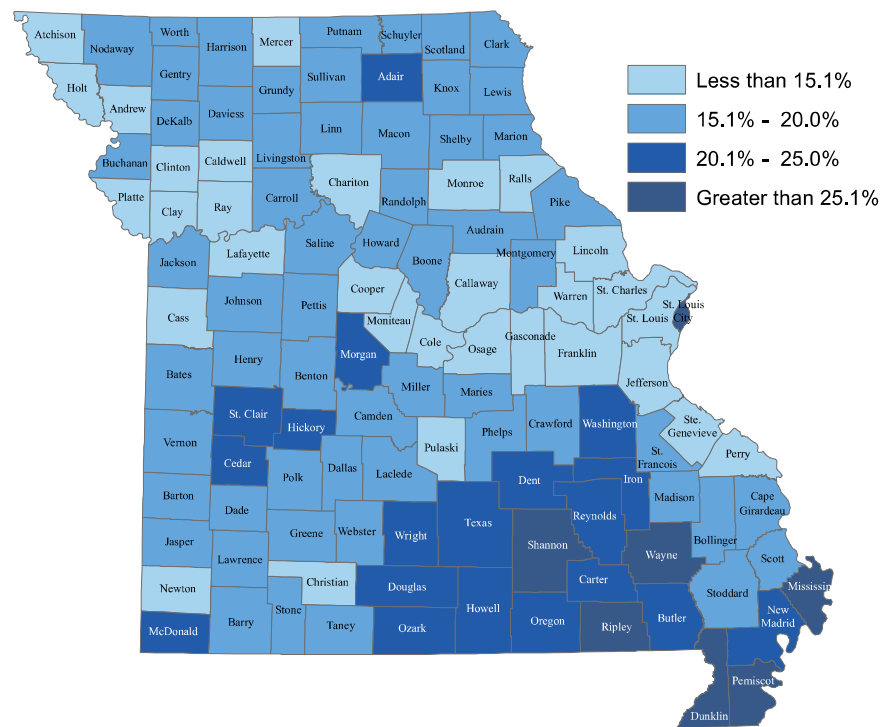 Atchison
Nodaway
Worth
Harrison
Mercer
Putnam
Schuyler
Scotland
Clark
Less than 15.1%
15.1% - 20.0%
20.1% - 25.0%
Greater than 25.1%
Holt
Andrew
Gentry
DeKalb
Daviess
Grundy
Sullivan
Adair
Knox
Lewis
Buchanan
Clinton
Caldwell
Livingston
Linn
Macon
Shelby
Marion
Platte
Clay
Ray
Carroll
Chariton
Randolph
Monroe
Ralls
Pike
Jackson
Lafayette
Saline
Howard
Boone
Audrain
Montgomery
Lincoln
Cass
Johnson
Pettis
Cooper
Moniteau
Callaway
Warren
St. Charles
St. Louis
City
St. Louis
Cole
Osage
Gasconade
Franklin
Jefferson
Bates
Henry
Benton
Morgan
Miller
Maries
Camden
St. Clair
Hickory
Pulaski
Phelps
Crawford
Washington
Ste.
Genevieve
St.
Francois
Perry
Vernon
Cedar
Polk
Dallas
Laclede
Dent
Iron
Madison
Cape
Girardeau
Barton
Dade
Greene
Webster
Wright
Texas
Reynolds
Shannon
Wayne
Bollinger
Scott
Jasper
Lawrence
Newton
Christian
Douglas
Howell
Carter
Stoddard
Mississip
McDonald
Barry
Stone
Taney
Ozark
Oregon
Ripley
Butler
New
Madrid
Pemiscot
Dunklin